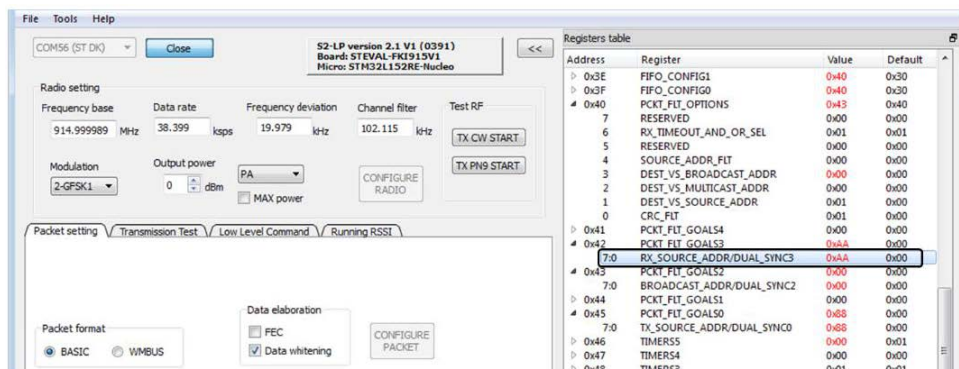 File Tools Help
COM56 (ST DK)
Close
S2-LP version 2.1 V1 (0391)
Board: STEVAL-FKI915V1
Micro: STM32L152RE-Nucleo
<<
Radio setting
Frequency base Data rate Frequency deviation Channel filter Test RF
914.999989 MHz 38.399 ksps 19.979 kHz 102.115 kHz
TX CW START
TX PN9 START
Modulation Output power
2-GFSK1 0 dBm PA
MAX power
CONFIGURE
RADIO
Packet setting Transmission Test Low Level Command Running RSSI
Data elaboration
Packet format
FEC
BASIC WMBUS
Data whitening
CONFIGURE
PACKET
Registers table
Address Register Value Default
0x3E FIFO_CONFIG1 0x40 0x30
0x3F FIFO_CONFIG0 0x40 0x30
0x40 PCKT_FLT_OPTIONS 0x43 0x40
7 RESERVED 0x00 0x00
6 RX_TIMEOUT_AND_OR_SEL 0x01 0x01
5 RESERVED 0x00 0x00
4 SOURCE_ADDR_FLT 0x00 0x00
3 DEST_VS_BROADCAST_ADDR 0x00 0x00
2 DEST_VS_MULTICAST_ADDR 0x00 0x00
1 DEST_VS_SOURCE_ADDR 0x01 0x00
0 CRC_FLT 0x01 0x00
0x41 PCKT_FLT_GOALS4 0x00 0x00
0x42 PCKT_FLT_GOALS3 0xAA 0x00
7:0 RX_SOURCE_ADDR/DUAL_SYNC3 0xAA 0x00
0x43 PCKT_FLT_GOALS2 0x00 0x00
7:0 BROADCAST_ADDR/DUAL_SYNC2 0x00 0x00
0x44 PCKT_FLT_GOALS1 0x00 0x00
0x45 PCKT_FLT_GOALS0 0x88 0x00
7:0 TX_SOURCE_ADDR/DUAL_SYNC0 0x88 0x00
0x46 TIMERS5 0x00 0x01
0x47 TIMERS4 0x00 0x00
0x48 TIMERS3 0x01 0x00